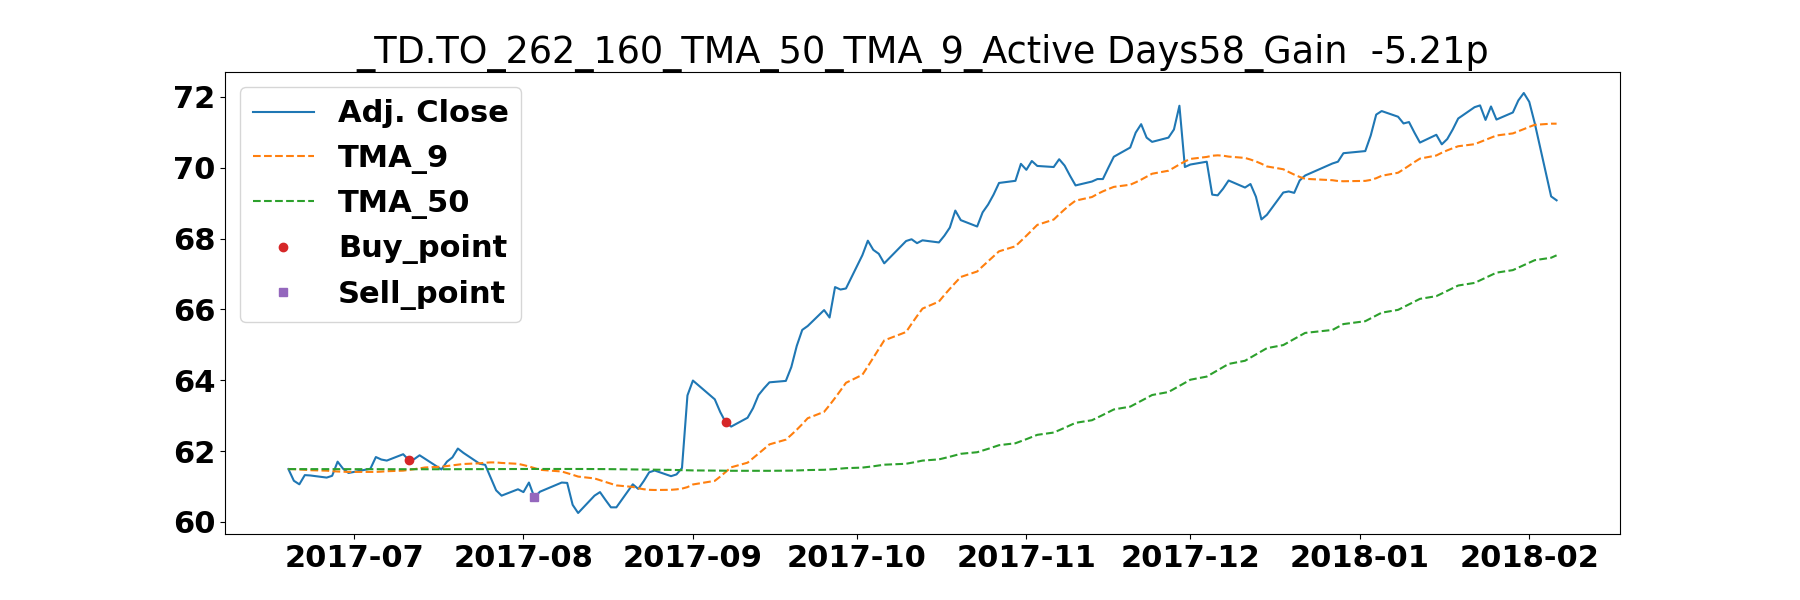 _TD.TO_262_160_TMA_50_TMA_9_Active Days58_Gain  -5.21p
72
70
68
66
64
62
60
Adj. Close
TMA_9
TMA_50
Buy_point
Sell_point
2017-07 2017-08 2017-09 2017-10 2017-11 2017-12 2018-01 2018-02